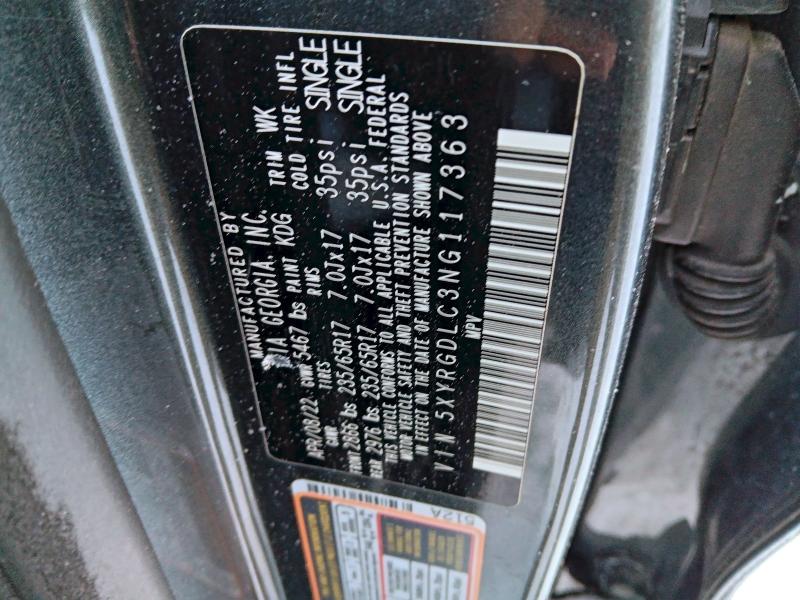 MANUFACTURED BY
KIA GEORGIA, INC.
APR/08/22 GVWR 5467 lbs PAINT KDG TRIM WK
GAWR TIRES RIMS COLD TIRE INFL
FRONT 2866 lbs 235/65R17 7.0Jx17 35psi SINGLE
REAR 2976 lbs 235/65R17 7.0Jx17 35psi SINGLE
THIS VEHICLE CONFORMS TO ALL APPLICABLE U.S.A. FEDERAL
MOTOR VEHICLE SAFETY AND THEFT PREVENTION STANDARDS
IN EFFECT ON THE DATE OF MANUFACTURE SHOWN ABOVE
VIN 5XYRGDLC3NG117363
MPV
512A